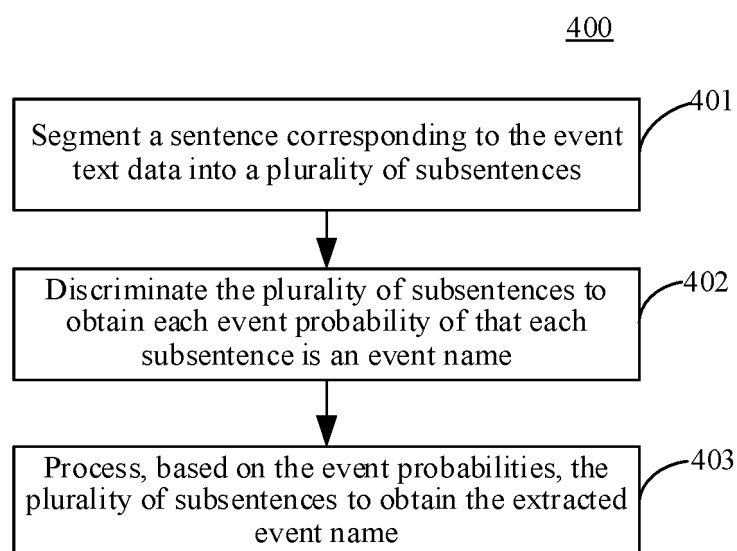 400
401
Segment a sentence corresponding to the event
text data into a plurality of subsentences
402
Discriminate the plurality of subsentences to
obtain each event probability of that each
subsentence is an event name
403
Process, based on the event probabilities, the
plurality of subsentences to obtain the extracted
event name